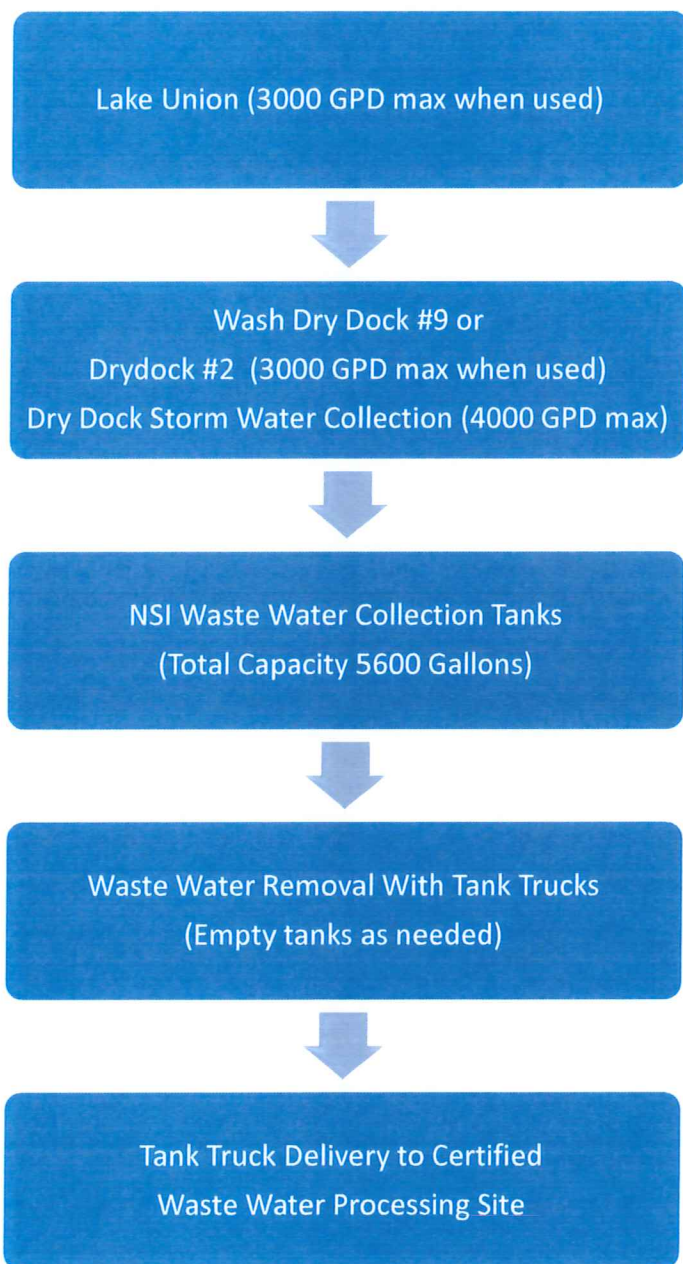 Lake Union (3000 GPD max when used)
Wash Dry Dock #9 or
Drydock #2 (3000 GPD max when used)
Dry Dock Storm Water Collection (4000 GPD max)
NSI Waste Water Collection Tanks
(Total Capacity 5600 Gallons)
Waste Water Removal With Tank Trucks
(Empty tanks as needed)
Tank Truck Delivery to Certified
Waste Water Processing Site